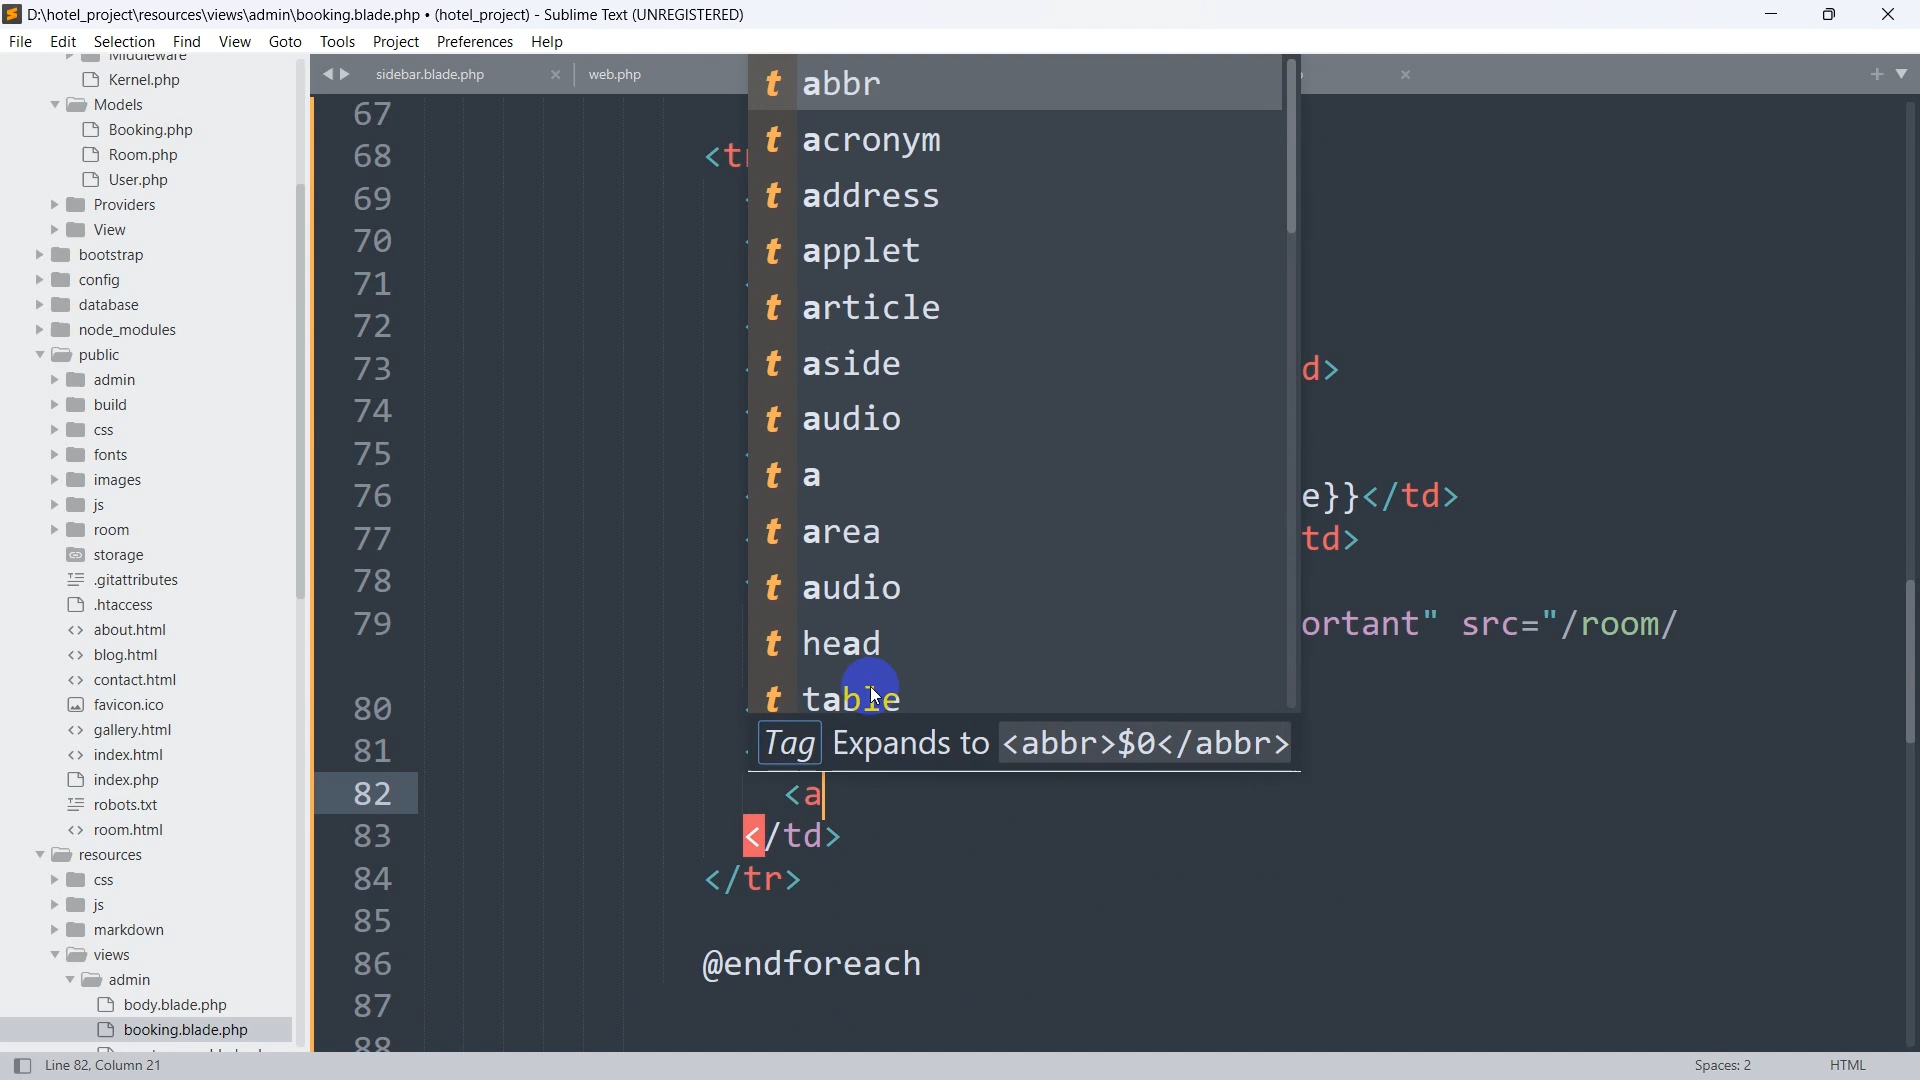 D:\hotel_project\resources\views\admin\booking.blade.php • (hotel_project) - Sublime Text (UNREGISTERED)
File Edit Selection Find View Goto Tools Project Preferences Help
Middleware
Kernel.php
Models
Booking.php
Room.php
User.php
Providers
View
bootstrap
config
database
node_modules
public
admin
build
css
fonts
images
js
room
storage
.gitattributes
.htaccess
about.html
blog.html
contact.html
favicon.ico
gallery.html
index.html
index.php
robots.txt
room.html
resources
css
js
markdown
views
admin
body.blade.php
booking.blade.php
sidebar.blade.php
web.php
67
68 <tr
69
70
71
72
73 d>
74
75
76 e}}</td>
77 td>
78
79 ortant" src="/room/
80
81
82 <a
83 </td>
84 </tr>
85
86 @endforeach
87
88
t abbr
t acronym
t address
t applet
t article
t aside
t audio
t a
t area
t audio
t head
t table
Tag Expands to <abbr>$0</abbr>
Line 82, Column 21
Spaces: 2
HTML